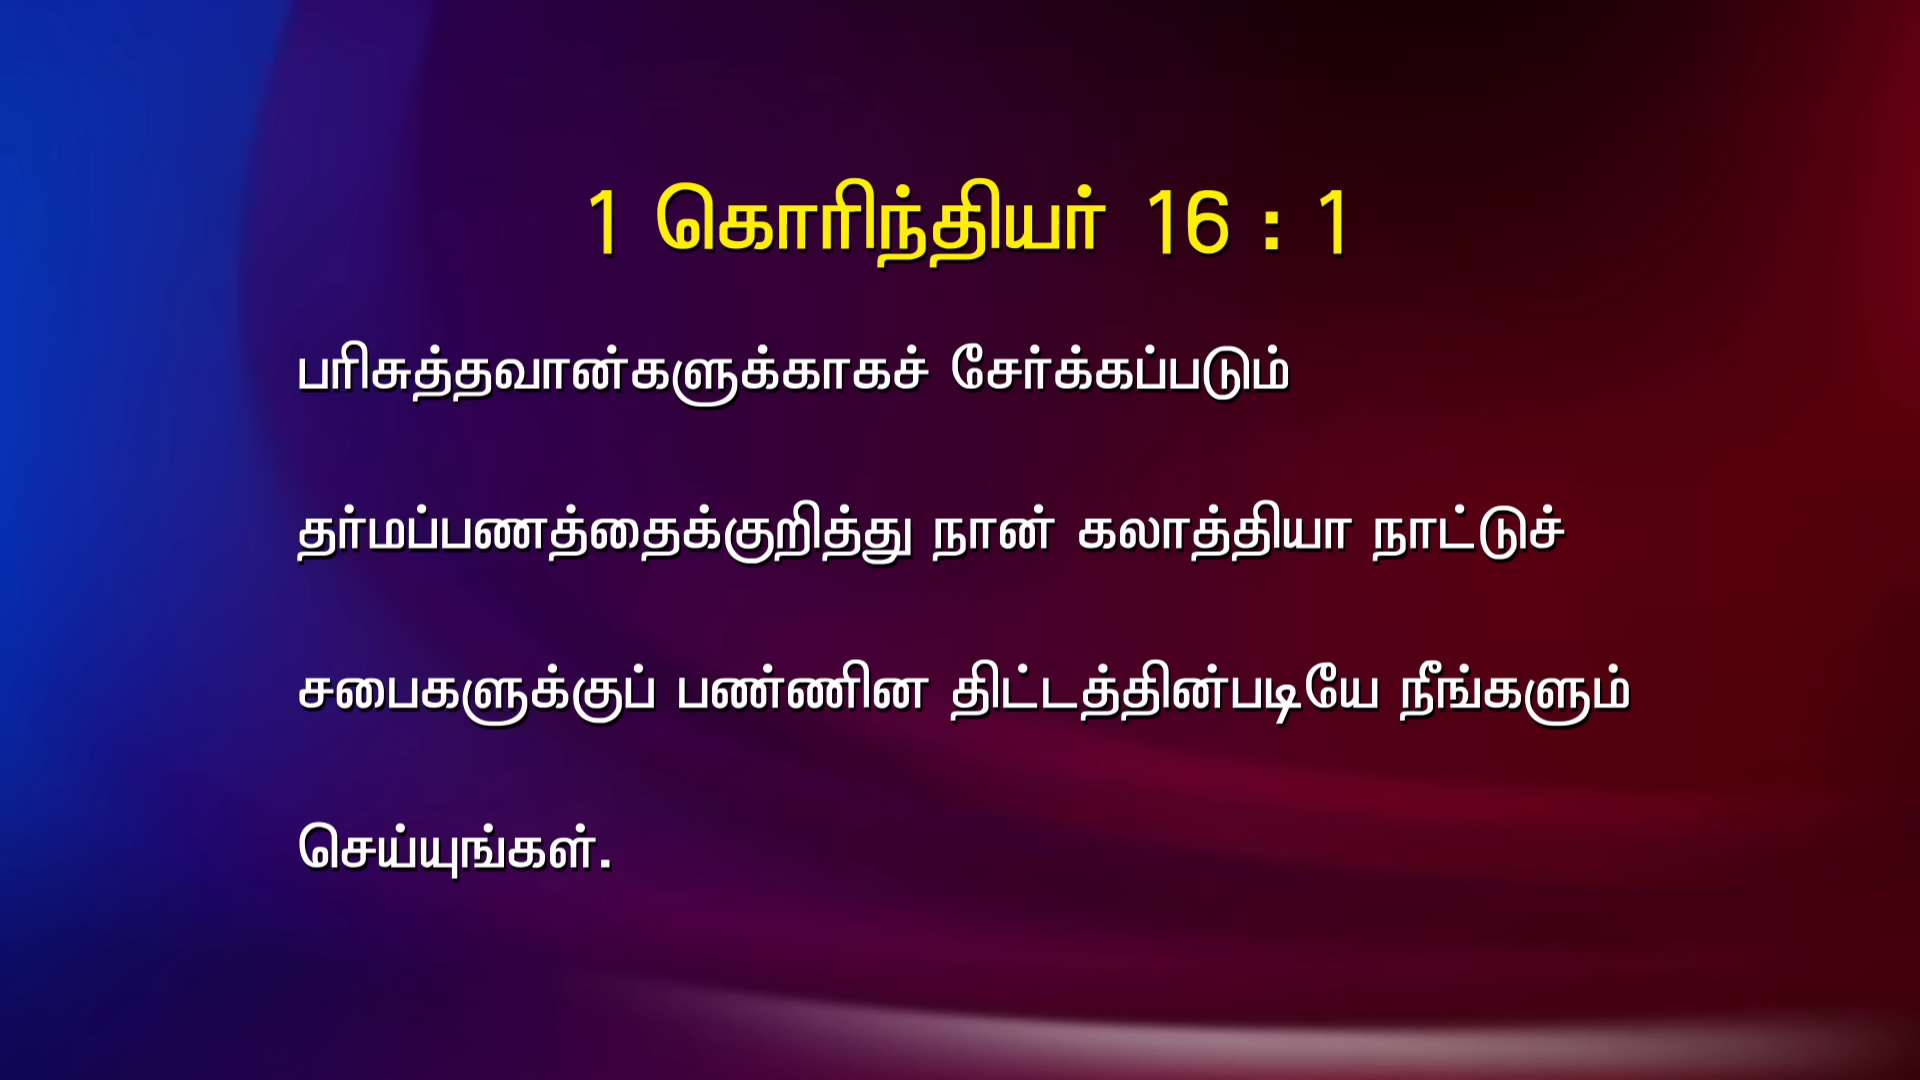 1 கொரிந்தியர் 16 : 1
பரிசுத்தவான்களுக்காகச் சேர்க்கப்படும்
தர்மப்பணத்தைக்குறித்து நான் கலாத்தியா நாட்டுச்
சபைகளுக்குப் பண்ணின திட்டத்தின்படியே நீங்களும்
செய்யுங்கள்.